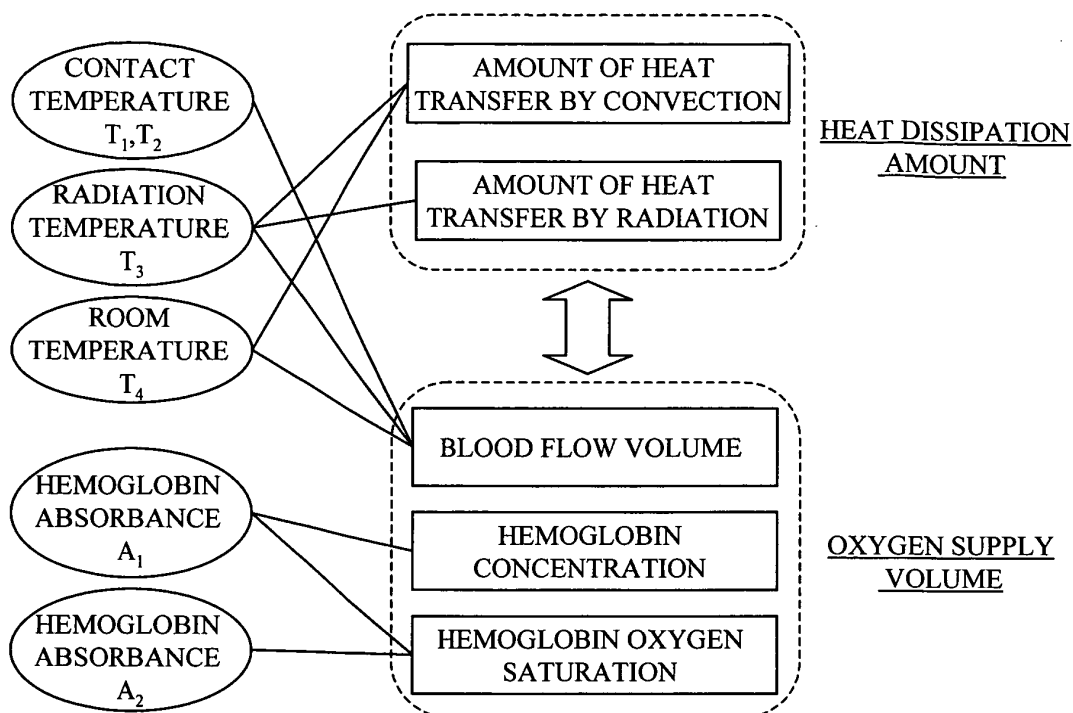 CONTACT
TEMPERATURE
T₁,T₂
RADIATION
TEMPERATURE
T₃
ROOM
TEMPERATURE
T₄
HEMOGLOBIN
ABSORBANCE
A₁
HEMOGLOBIN
ABSORBANCE
A₂
AMOUNT OF HEAT
TRANSFER BY CONVECTION
AMOUNT OF HEAT
TRANSFER BY RADIATION
HEAT DISSIPATION
AMOUNT
BLOOD FLOW VOLUME
HEMOGLOBIN
CONCENTRATION
HEMOGLOBIN OXYGEN
SATURATION
OXYGEN SUPPLY
VOLUME